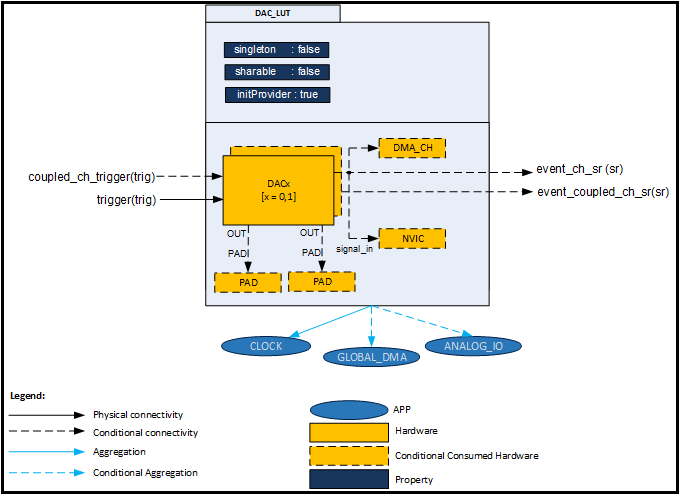 DAC_LUT
singleton : false
sharable : false
initProvider : true
DMA_CH
coupled_ch_trigger(trig)
event_ch_sr (sr)
DACx
[x = 0,1]
trigger(trig)
event_coupled_ch_sr(sr)
OUT
OUT
NVIC
PAD
PAD
signal_in
PAD
PAD
CLOCK
GLOBAL_DMA
ANALOG_IO
Legend:
Physical connectivity
Conditional connectivity
Aggregation
Conditional Aggregation
APP
Hardware
Conditional Consumed Hardware
Property